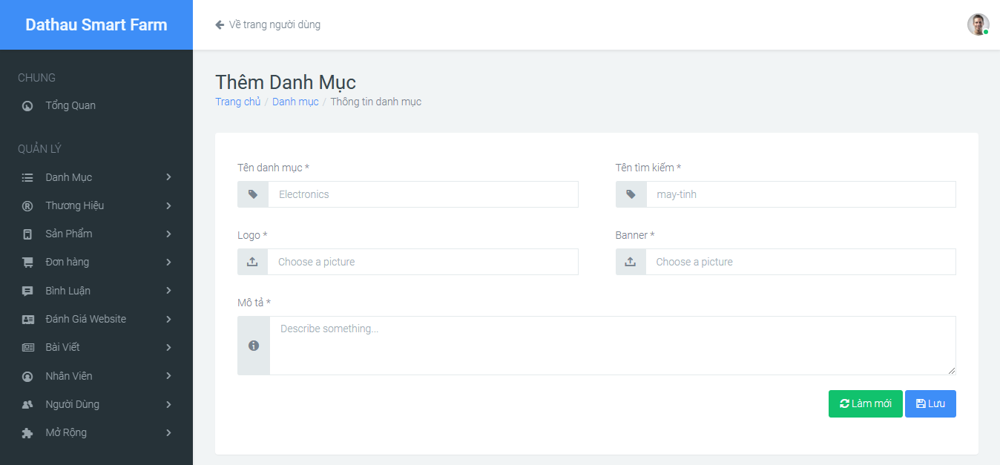 Dathau Smart Farm
Về trang người dùng
CHUNG
Tổng Quan
QUẢN LÝ
Danh Mục
Thương Hiệu
Sản Phẩm
Đơn hàng
Bình Luận
Đánh Giá Website
Bài Viết
Nhân Viên
Người Dùng
Mở Rộng
Thêm Danh Mục
Trang chủ / Danh mục / Thông tin danh mục
Tên danh mục *
Electronics
Tên tìm kiếm *
may-tinh
Logo *
Choose a picture
Banner *
Choose a picture
Mô tả *
Describe something...
Làm mới
Lưu